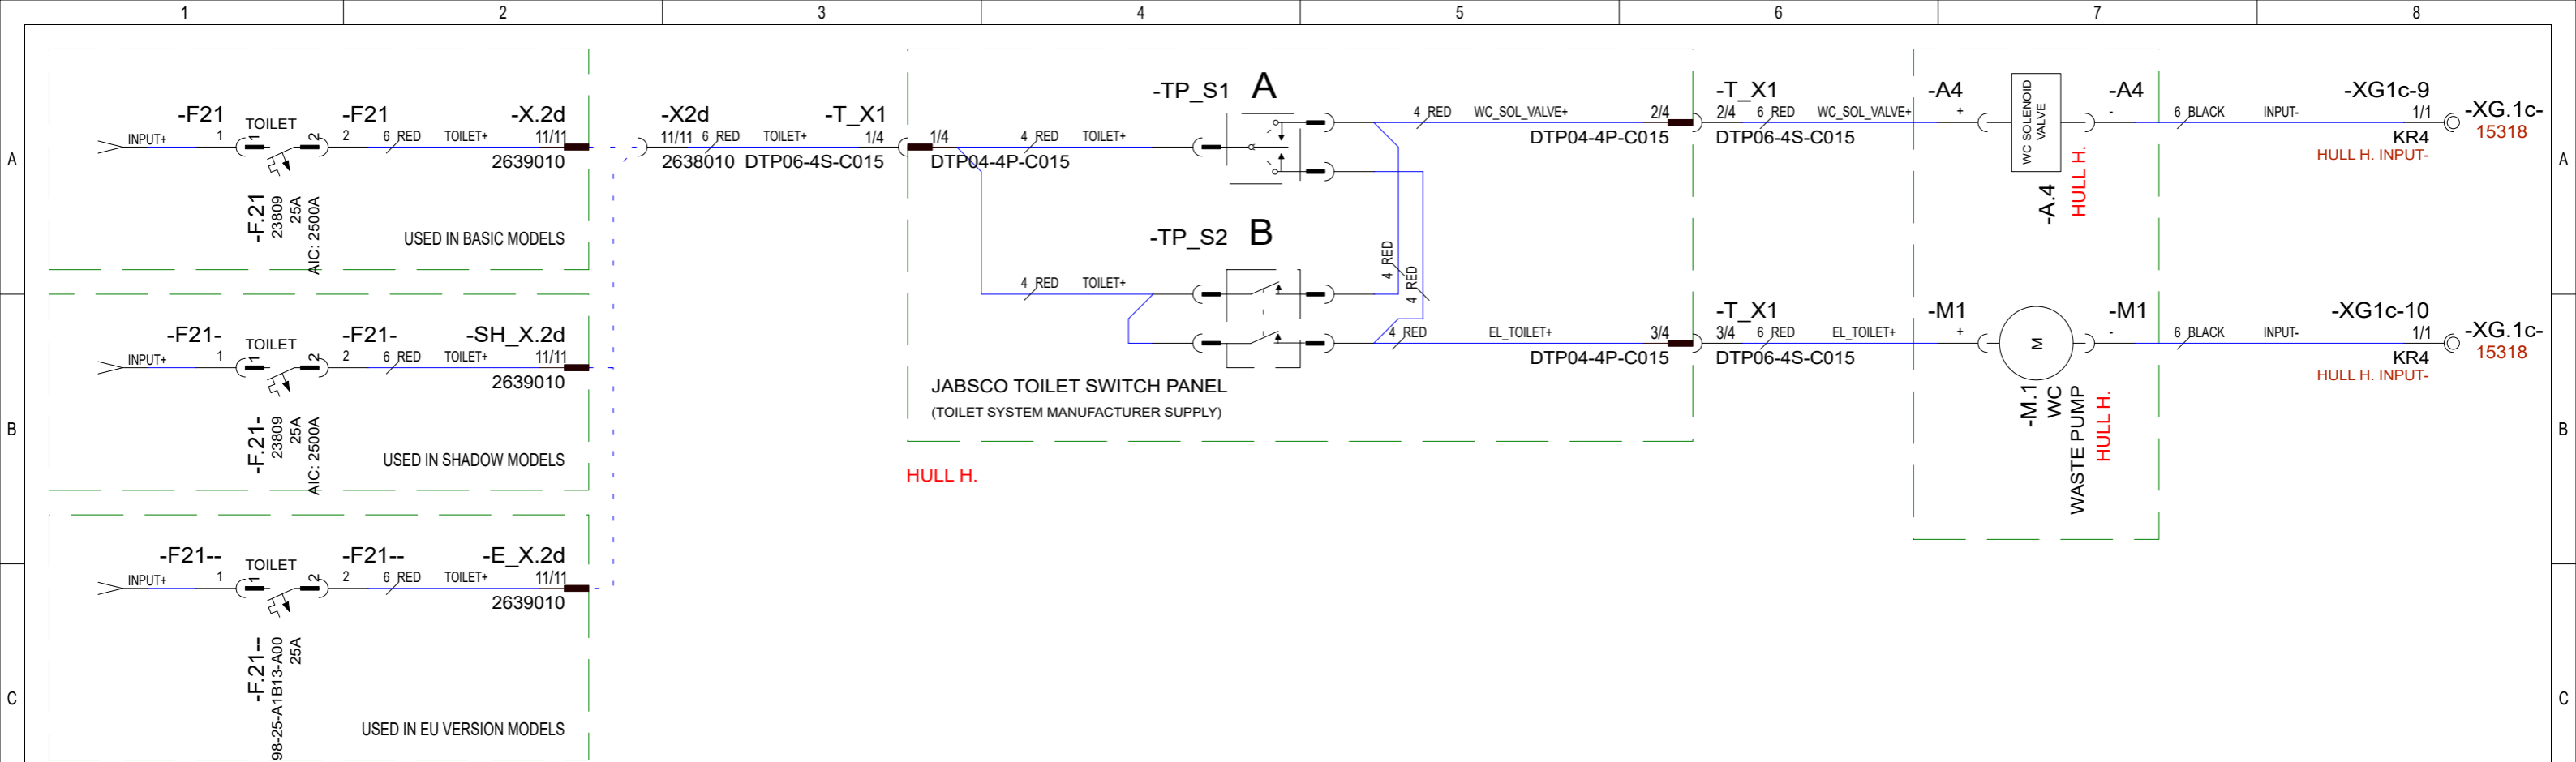 1 2 3 4 5 6 7 8
A
A
B
B
C
C
-F21
TOILET
-F21
-X.2d
INPUT+
1
1
2
2
6 RED
TOILET+
11/11
2639010
-F.21
23809
25A
AIC: 2500A
USED IN BASIC MODELS
-F21-
TOILET
-F21-
-SH_X.2d
INPUT+
1
1
2
2
6 RED
TOILET+
11/11
2639010
-F.21-
23809
25A
AIC: 2500A
USED IN SHADOW MODELS
-F21--
TOILET
-F21--
-E_X.2d
INPUT+
1
1
2
2
6 RED
TOILET+
11/11
2639010
-F.21--
98-25-A1B13-A00
25A
USED IN EU VERSION MODELS
-X2d
11/11
6 RED
TOILET+
2638010
-T_X1
1/4
DTP06-4S-C015
1/4
DTP04-4P-C015
4 RED
TOILET+
-TP_S1
A
4 RED
WC_SOL_VALVE+
2/4
DTP04-4P-C015
-TP_S2
B
4 RED
TOILET+
4 RED
4 RED
4 RED
EL_TOILET+
3/4
DTP04-4P-C015
JABSCO TOILET SWITCH PANEL
(TOILET SYSTEM MANUFACTURER SUPPLY)
HULL H.
-T_X1
2/4
6 RED
WC_SOL_VALVE+
DTP06-4S-C015
-T_X1
3/4
6 RED
EL_TOILET+
DTP06-4S-C015
-A4
+
WC SOLENOID
VALVE
-A4
-
-A.4
HULL H.
-M1
+
M
-M1
-
-M.1
WC
WASTE PUMP
HULL H.
6 BLACK
INPUT-
-XG1c-9
1/1
KR4
HULL H. INPUT-
-XG.1c-
15318
6 BLACK
INPUT-
-XG1c-10
1/1
KR4
HULL H. INPUT-
-XG.1c-
15318